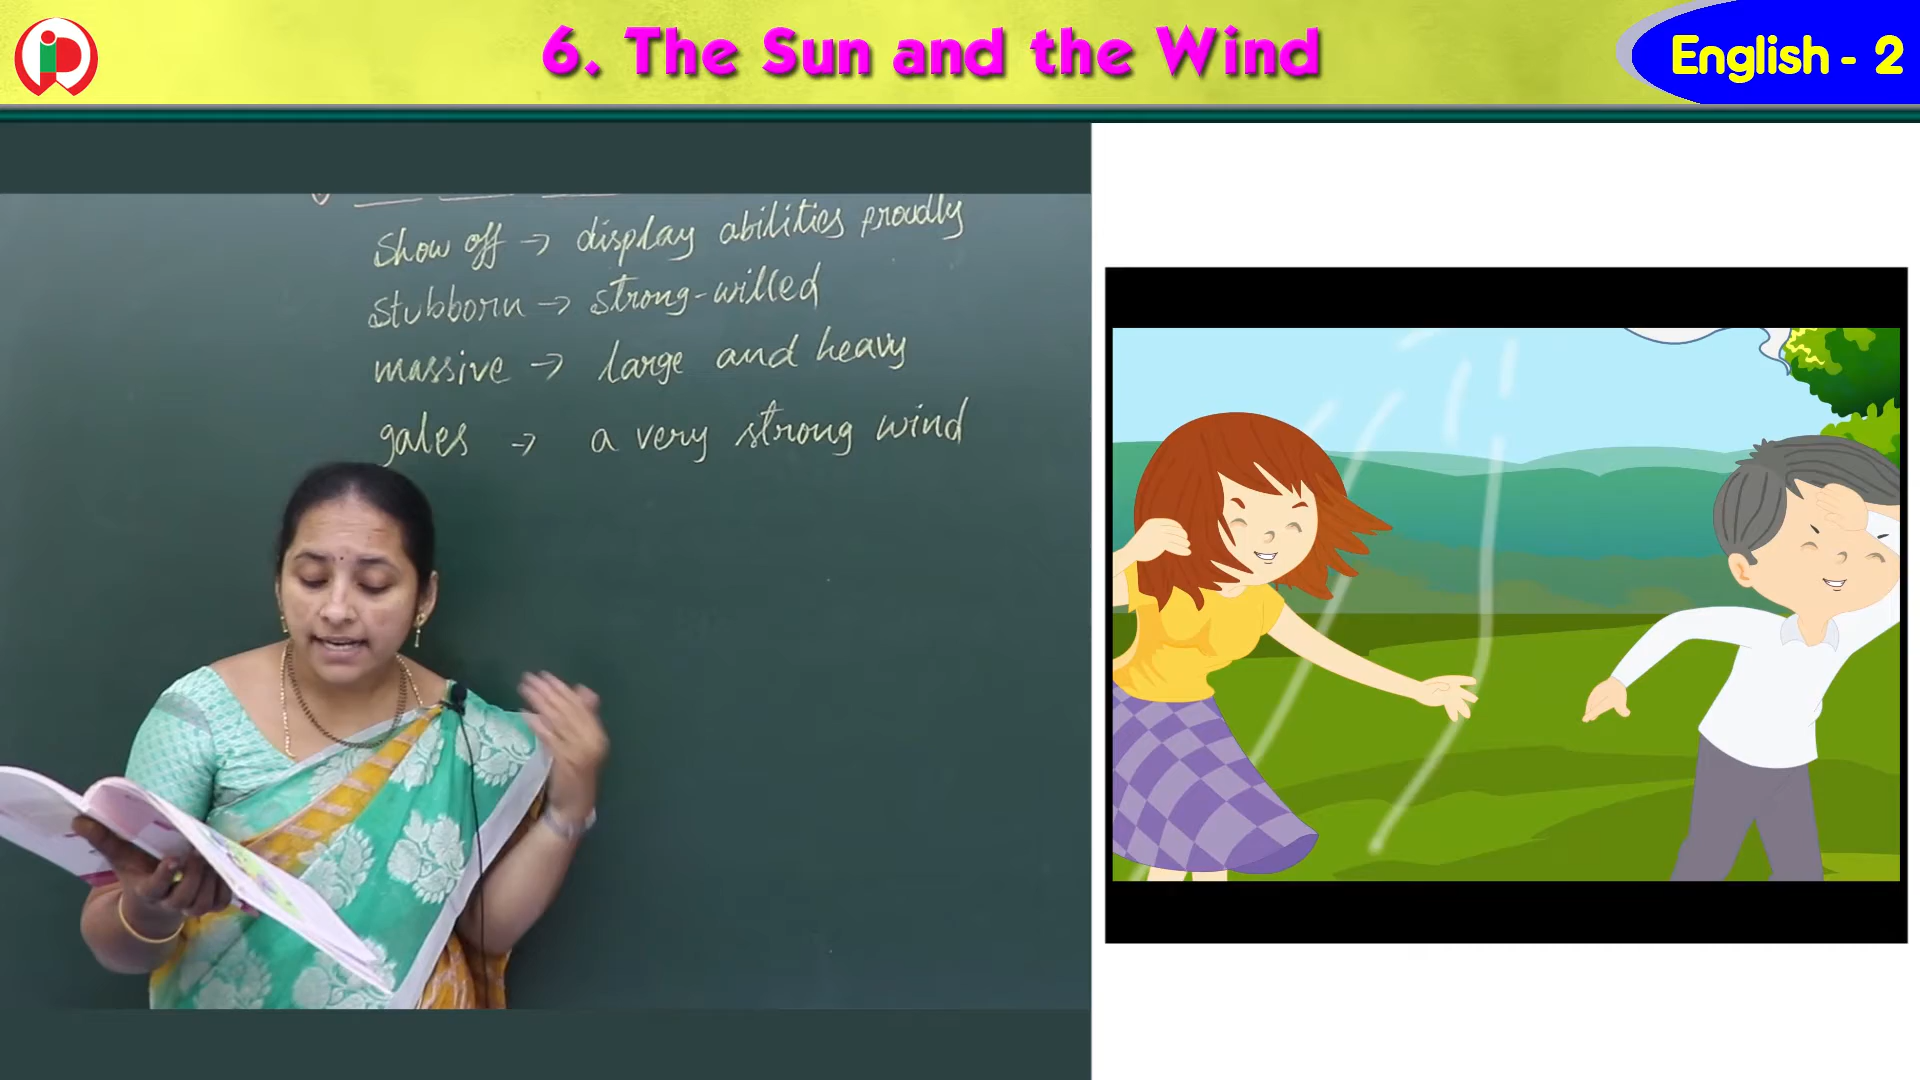 6. The Sun and the Wind
English - 2
Show off → display abilities proudly
stubborn → strong-willed
massive → large and heavy
gales → a very strong wind